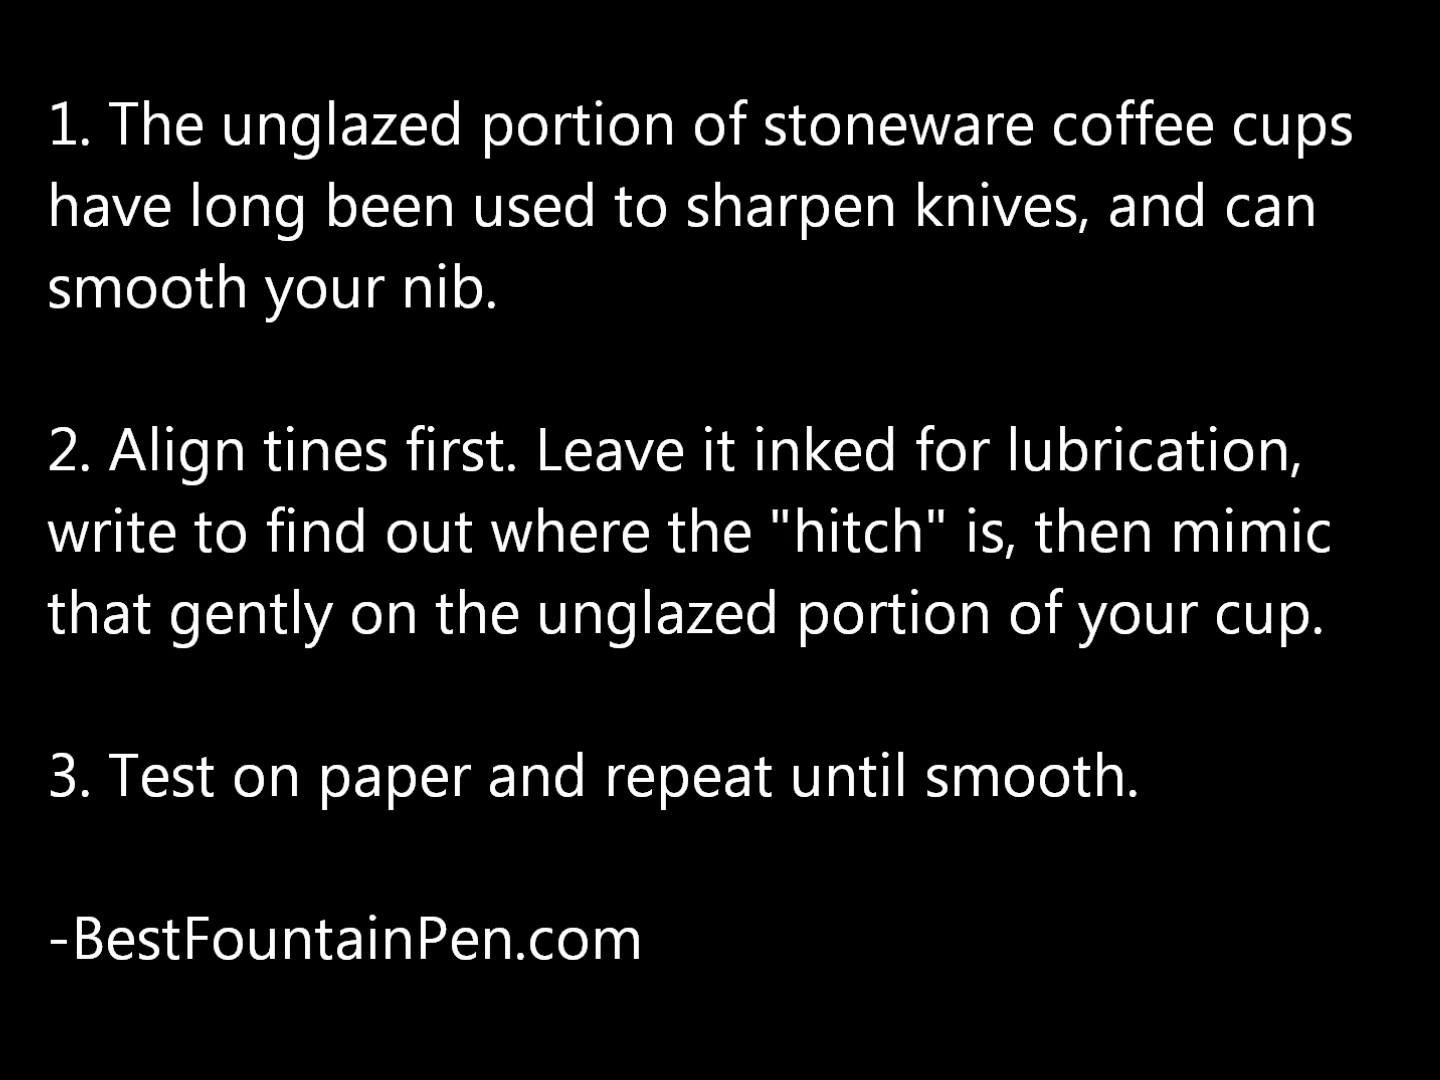 1. The unglazed portion of stoneware coffee cups
have long been used to sharpen knives, and can
smooth your nib.
2. Align tines first. Leave it inked for lubrication,
write to find out where the "hitch" is, then mimic
that gently on the unglazed portion of your cup.
3. Test on paper and repeat until smooth.
-BestFountainPen.com